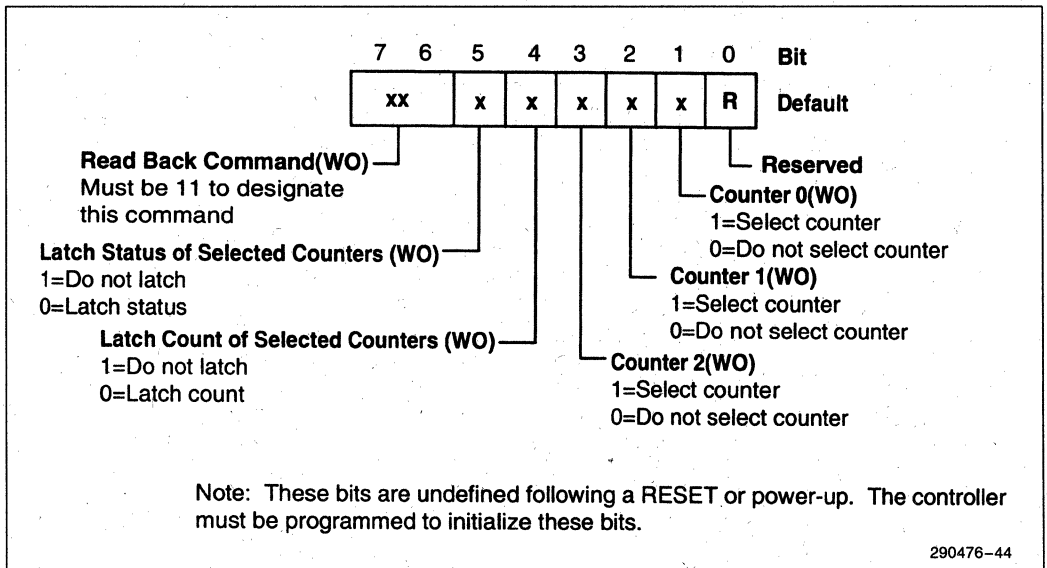 7 6 5 4 3 2 1 0 Bit
xx x x x x x R Default
Read Back Command(WO)
Must be 11 to designate
this command
Latch Status of Selected Counters (WO)
1=Do not latch
0=Latch status
Latch Count of Selected Counters (WO)
1=Do not latch
0=Latch count
Reserved
Counter 0(WO)
1=Select counter
0=Do not select counter
Counter 1(WO)
1=Select counter
0=Do not select counter
Counter 2(WO)
1=Select counter
0=Do not select counter
Note: These bits are undefined following a RESET or power-up. The controller
must be programmed to initialize these bits.
290476-44